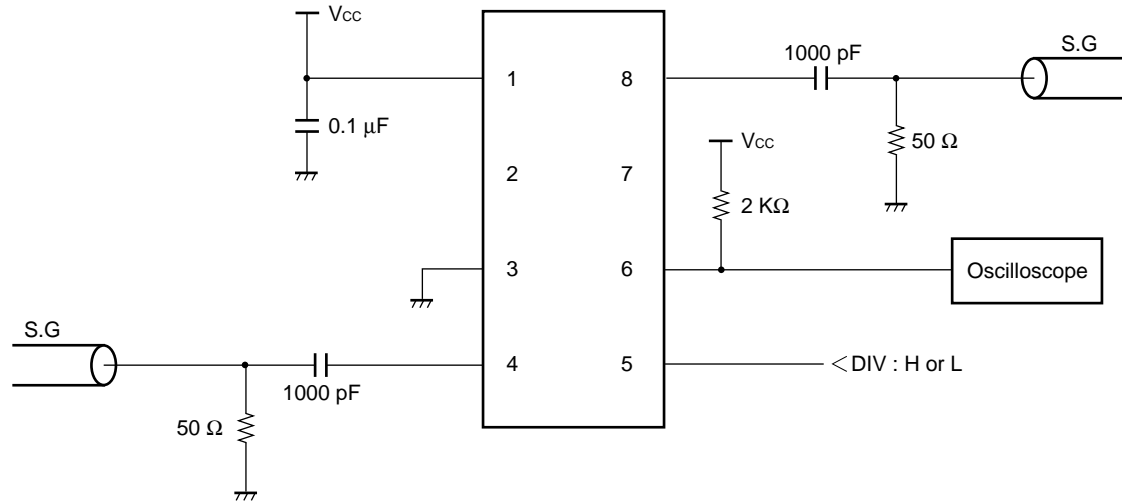 VCC
1000 pF
S.G
1
8
0.1 μF
50 Ω
VCC
2
7
2 KΩ
3
6
Oscilloscope
S.G
4
5
<DIV : H or L
1000 pF
50 Ω